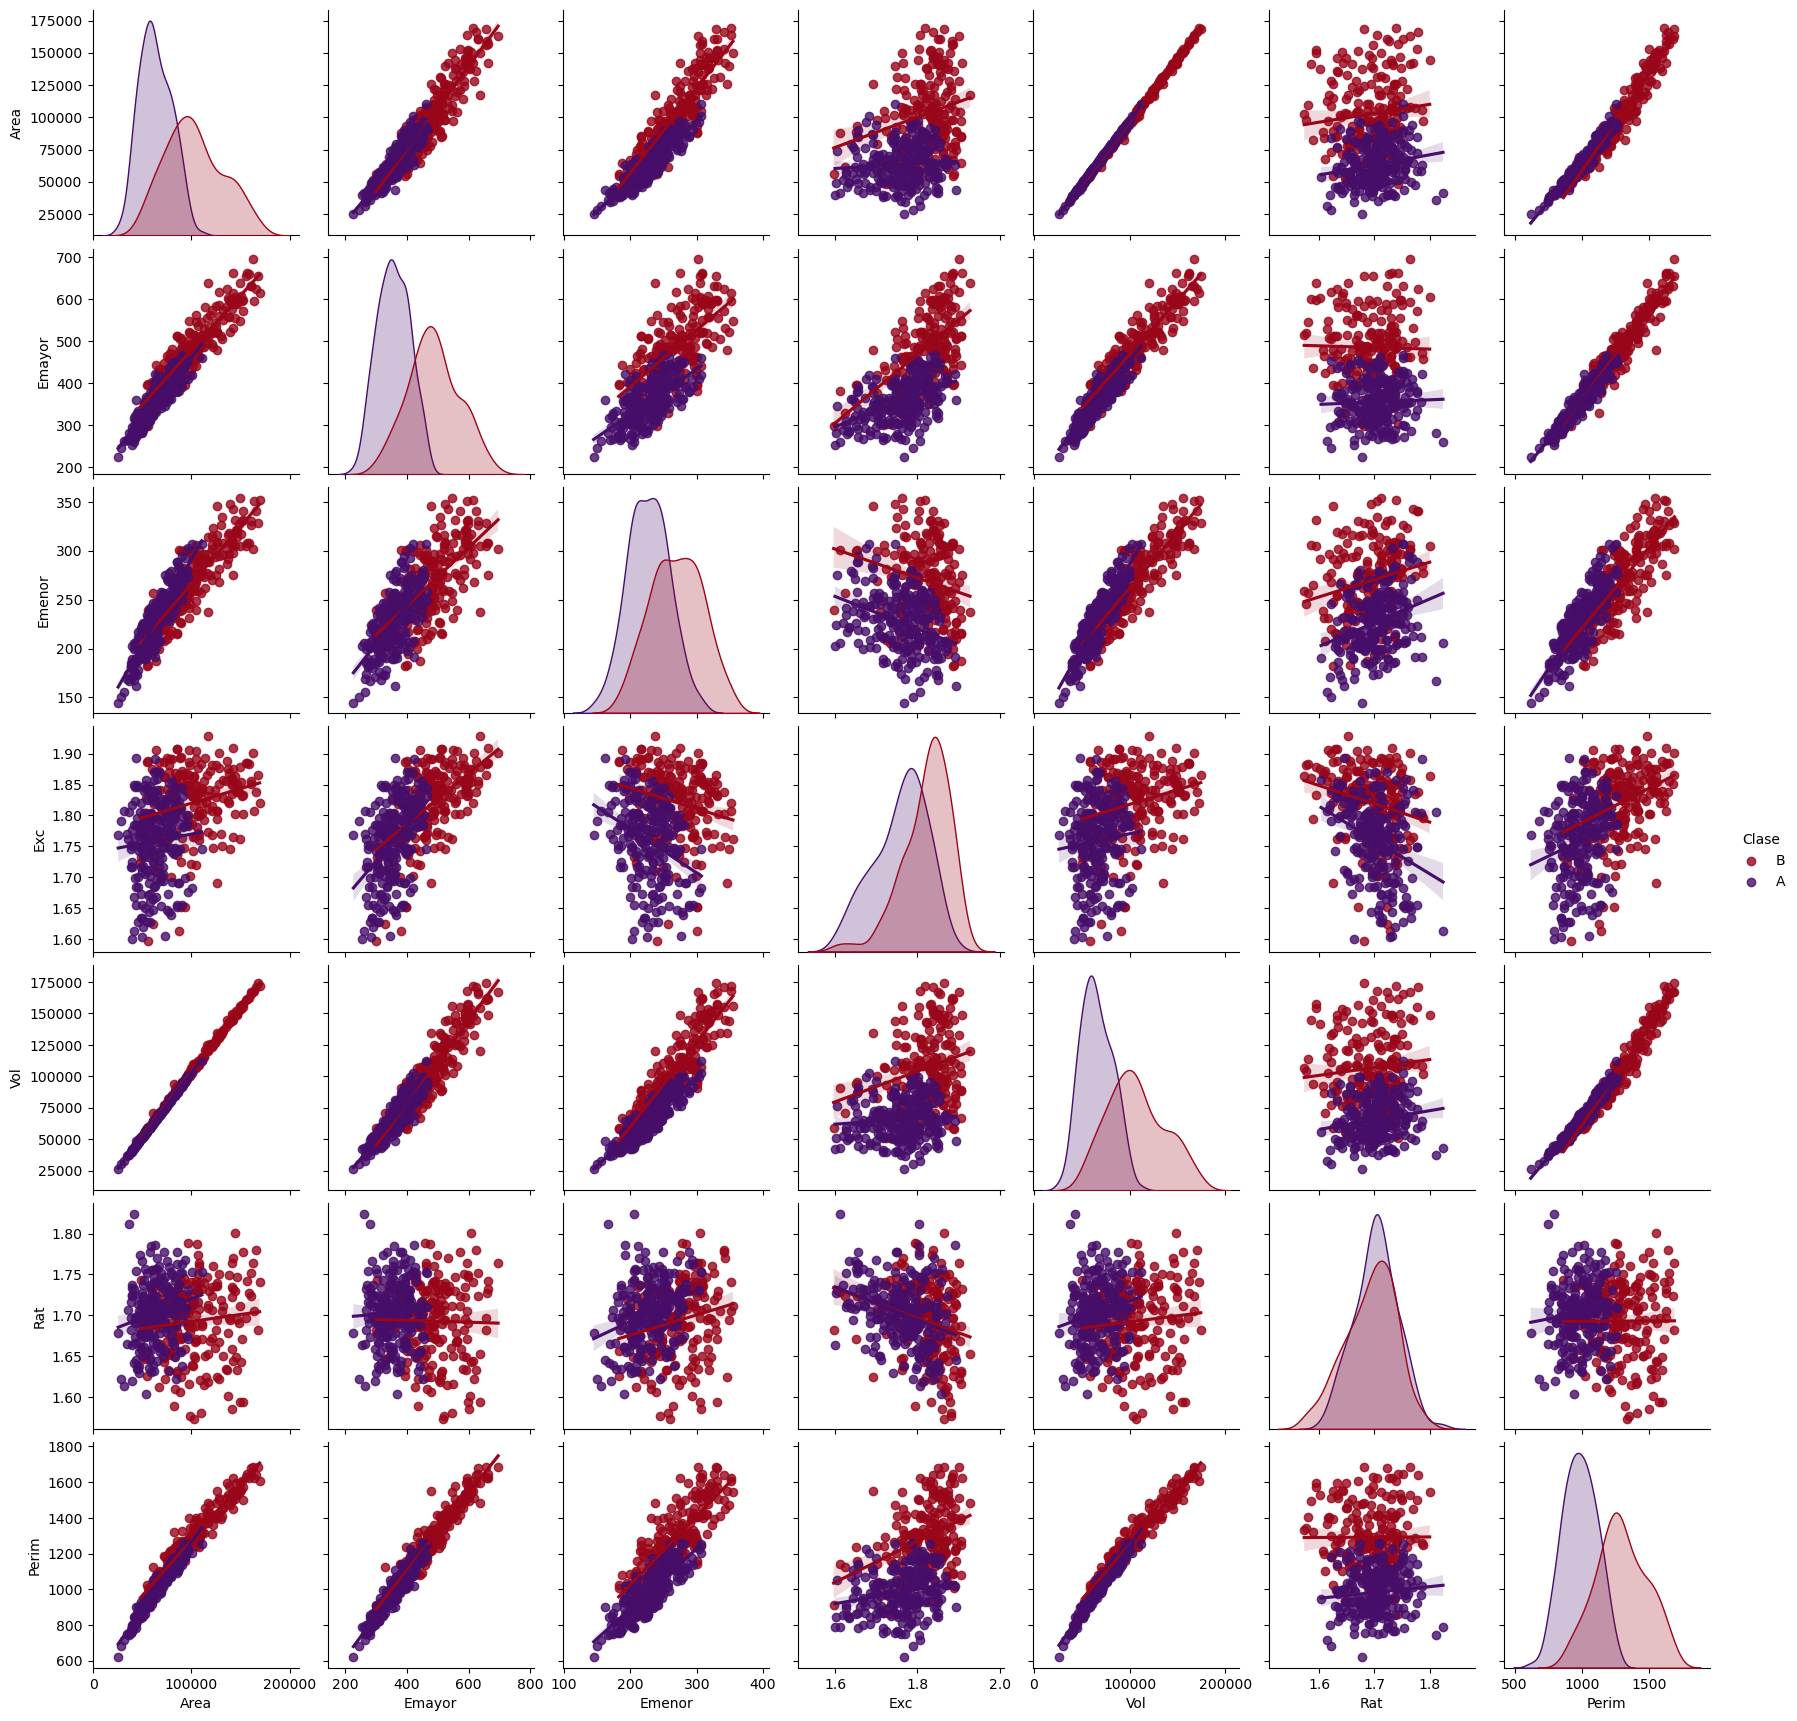 175000
150000
125000
100000
75000
50000
25000
Area
700
600
500
400
300
200
Emayor
350
300
250
200
150
Emenor
1.90
1.85
1.80
1.75
1.70
1.65
1.60
Exc
Clase
B
A
175000
150000
125000
100000
75000
50000
25000
Vol
1.80
1.75
1.70
1.65
1.60
Rat
1800
1600
1400
1200
1000
800
600
Perim
0 100000 200000
Area
200 400 600 800
Emayor
100 200 300 400
Emenor
1.6 1.8 2.0
Exc
0 100000 200000
Vol
1.6 1.7 1.8
Rat
500 1000 1500
Perim